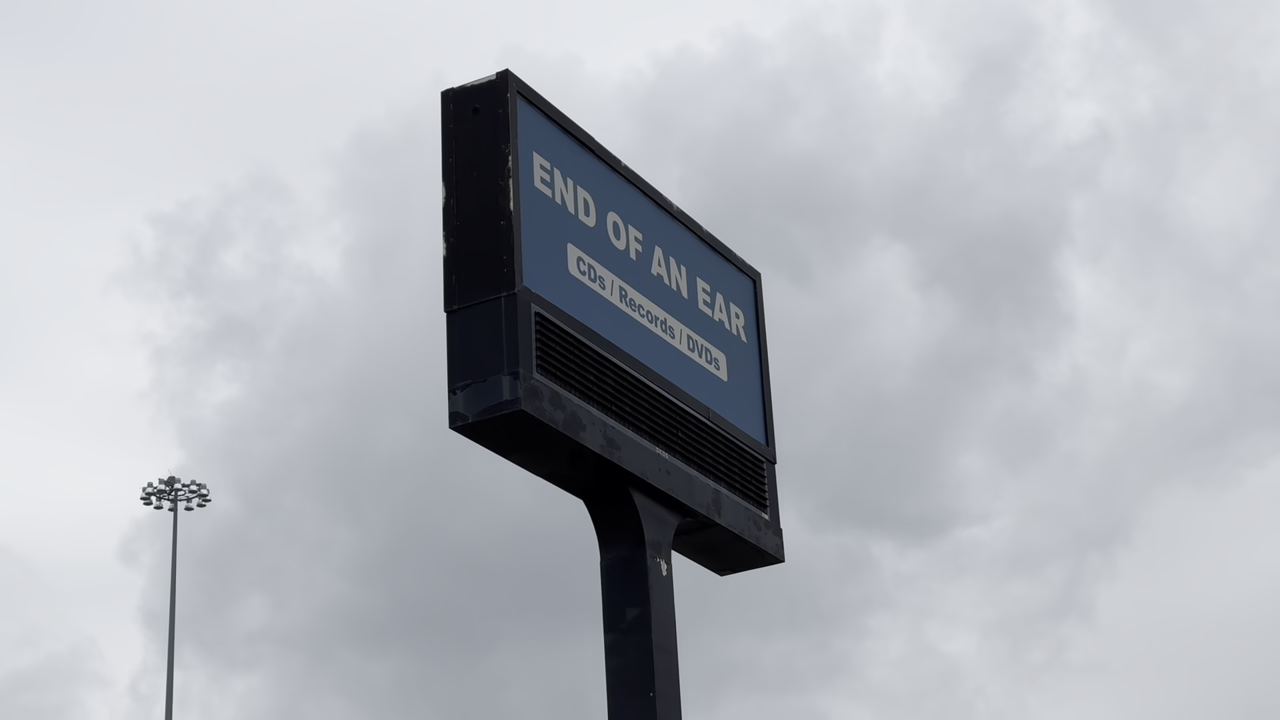 END OF AN EAR
CDs / Records / DVDs